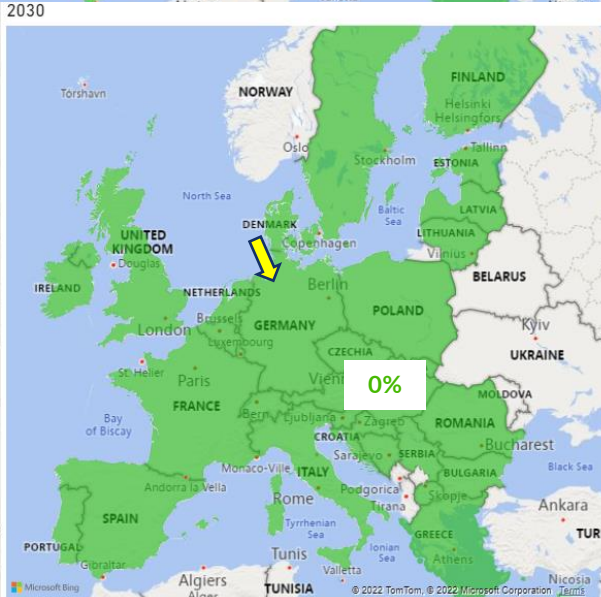 2030
FINLAND
NORWAY
Tórshavn
Helsinki
Helsingfors
Oslo
Tallinn
Stockholm
ESTONIA
North Sea
Baltic
Sea
LATVIA
DENMARK
UNITED
KINGDOM
Copenhagen
LITHUANIA
Vilnius
Douglas
BELARUS
IRELAND
NETHERLANDS
Berlin
POLAND
London
Brussels
GERMANY
Kyiv
Luxembourg
CZECHIA
UKRAINE
St. Helier
Paris
Vien
0%
MOLDOVA
FRANCE
Bern
Ljubljana
Zagreb
ROMANIA
Bay
of Biscay
CROATIA
Bucharest
Sarajevo
SERBIA
Monaco-Ville
ITALY
BULGARIA
Black Sea
Andorra la Vella
Podgorica
Skopje
Rome
Tirana
Ankara
SPAIN
Tyrrhenian
Sea
TUR
GREECE
PORTUGAL
Ionian
Sea
Athens
Gibraltar
Tunis
Valletta
Algiers
Nicosia
Microsoft Bing
TUNISIA
© 2022 TomTom, © 2022 Microsoft Corporation Terms